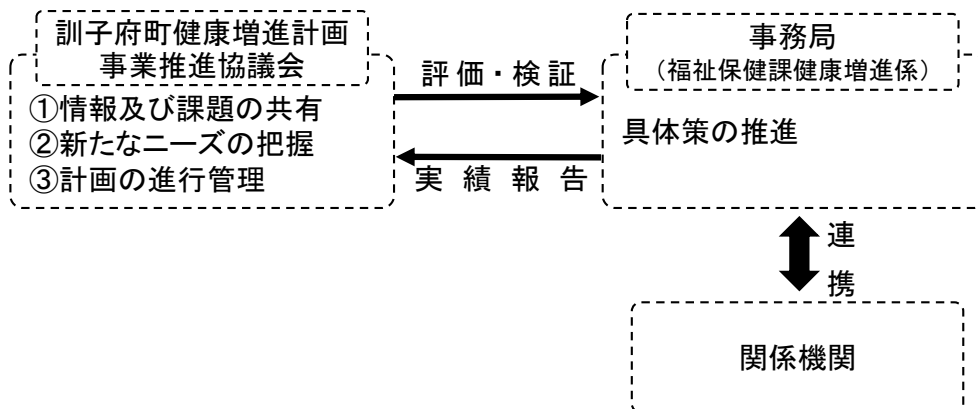 訓子府町健康増進計画
事業推進協議会
①情報及び課題の共有
②新たなニーズの把握
③計画の進行管理
評価・検証
実績報告
事務局
（福祉保健課健康増進係）
具体策の推進
連
携
関係機関